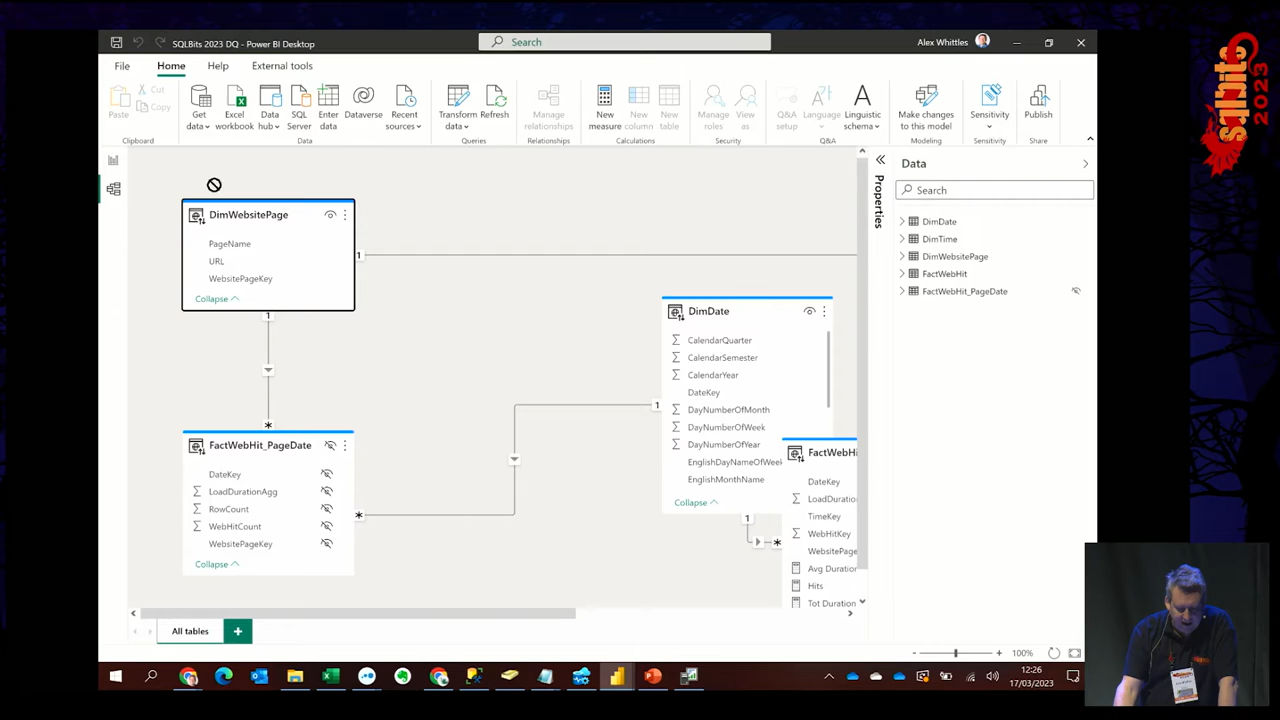 SQLBits 2023 DQ - Power BI Desktop
Search
Alex Whittles
File
Home
Help
External tools
Paste
Cut
Copy
Get data
Excel workbook
Data hub
SQL Server
Enter data
Dataverse
Recent sources
Transform data
Refresh
Manage relationships
New measure
New column
New table
Manage roles
View as
Q&A setup
Language
Linguistic schema
Make changes to this model
Sensitivity
Publish
Clipboard
Data
Queries
Relationships
Calculations
Security
Q&A
Modeling
Sensitivity
Share
DimWebsitePage
PageName
URL
WebsitePageKey
Collapse
1
1
*
FactWebHit_PageDate
DateKey
LoadDurationAgg
RowCount
WebHitCount
WebsitePageKey
Collapse
*
1
DimDate
CalendarQuarter
CalendarSemester
CalendarYear
DateKey
DayNumberOfMonth
DayNumberOfWeek
DayNumberOfYear
EnglishDayNameOfWeek
EnglishMonthName
Collapse
1
*
FactWebHi
DateKey
LoadDuratio
TimeKey
WebHitKey
WebsitePage
Avg Duration
Hits
Tot Duration
Properties
Data
Search
DimDate
DimTime
DimWebsitePage
FactWebHit
FactWebHit_PageDate
All tables
100%
12:26
17/03/2023
sqlbits
2023